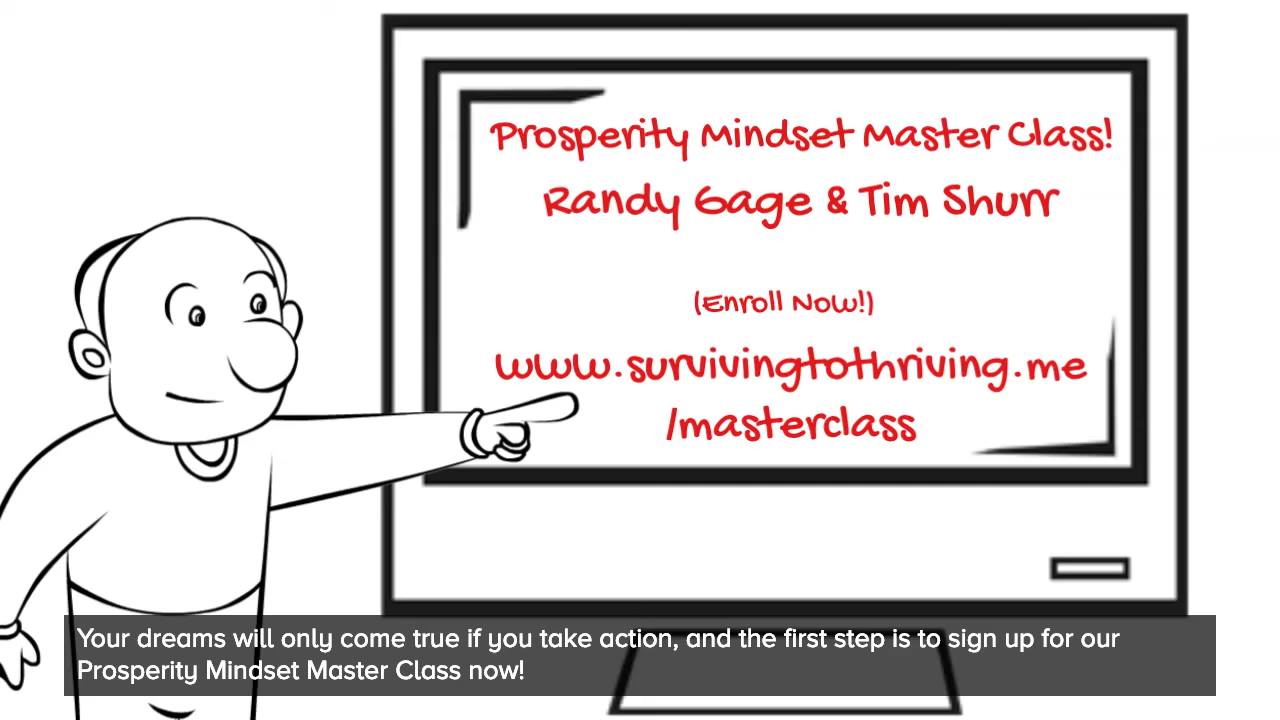 Prosperity Mindset Master Class!
Randy Gage & Tim Shurr
(Enroll Now!)
www.survivingtothriving.me
/masterclass
Your dreams will only come true if you take action, and the first step is to sign up for our
Prosperity Mindset Master Class now!